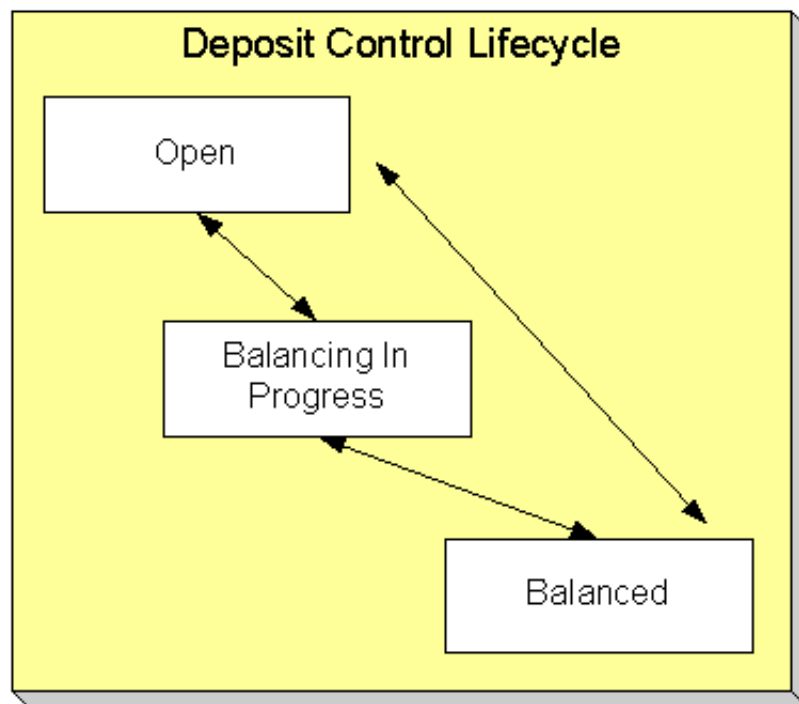 Deposit Control Lifecycle
Open
Balancing In
Progress
Balanced